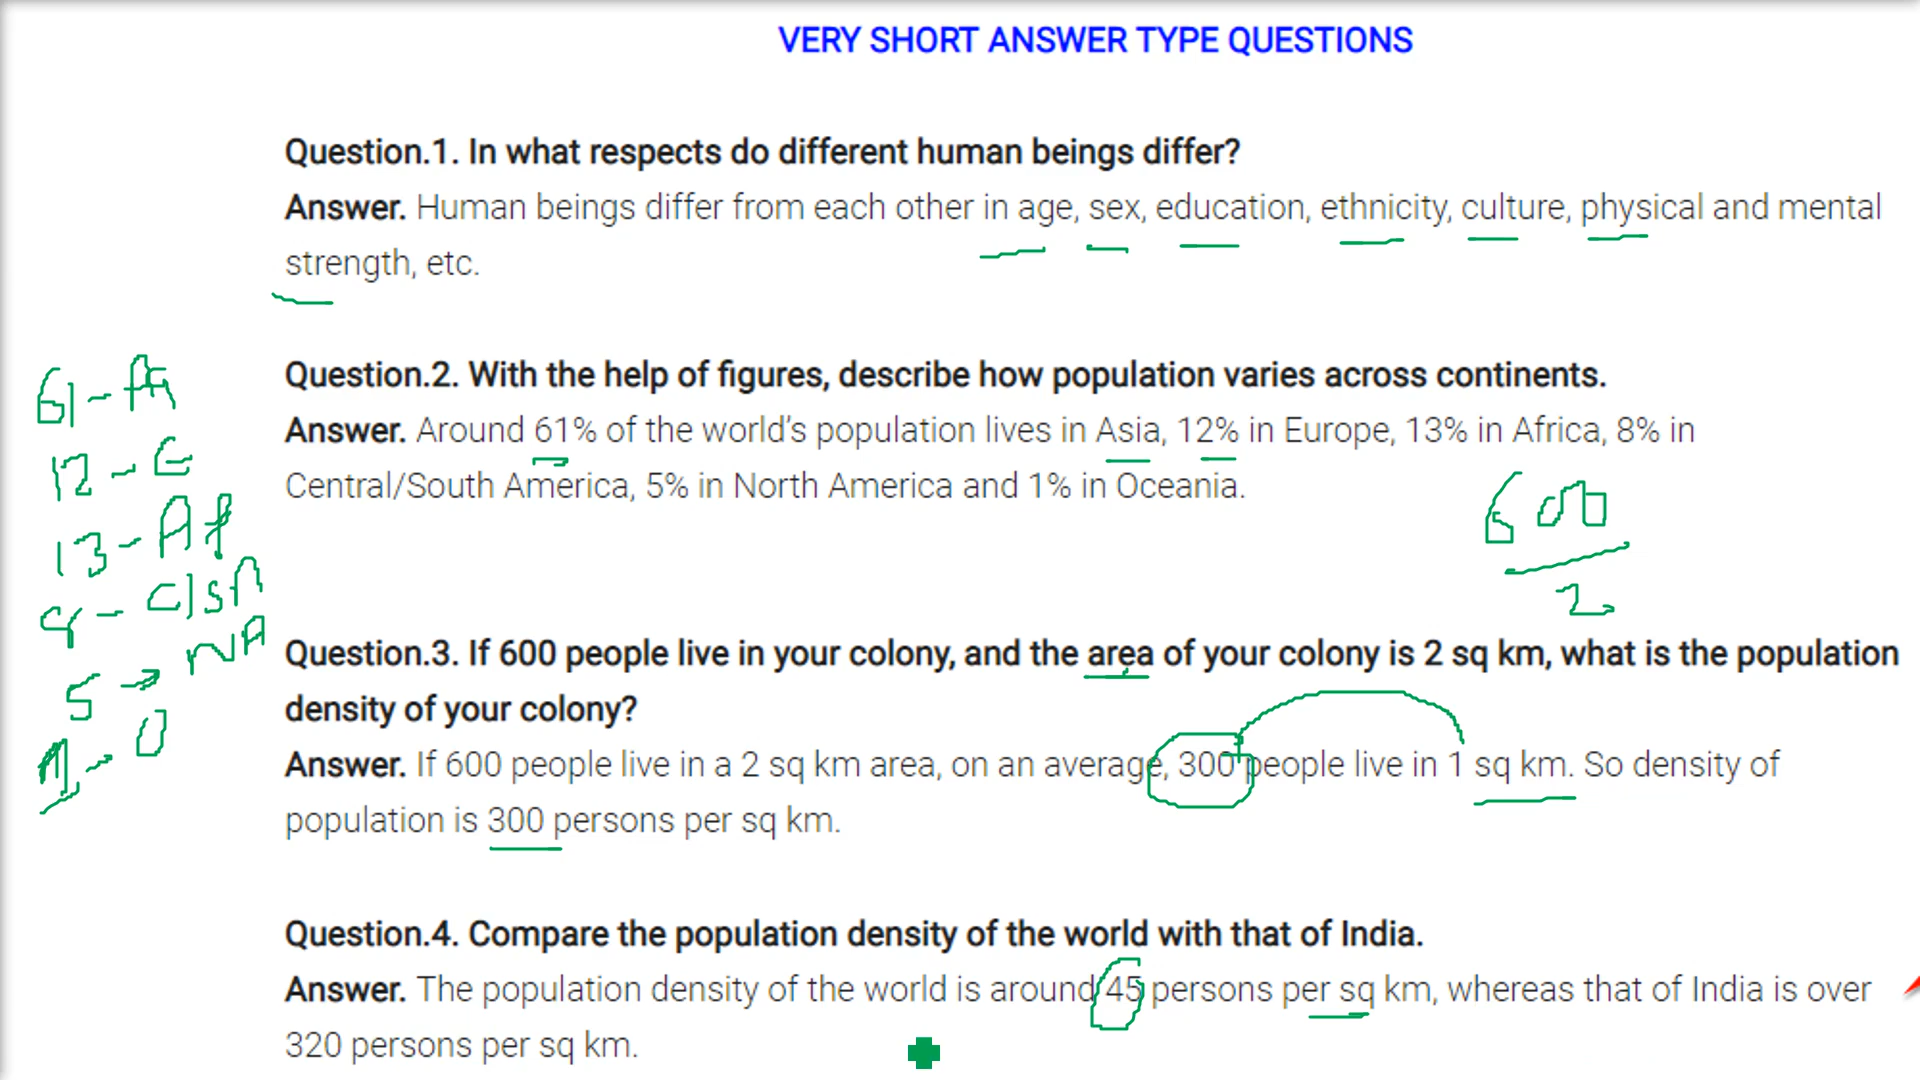 VERY SHORT ANSWER TYPE QUESTIONS
Question.1. In what respects do different human beings differ?
Answer. Human beings differ from each other in age, sex, education, ethnicity, culture, physical and mental
strength, etc.
Question.2. With the help of figures, describe how population varies across continents.
Answer. Around 61% of the world's population lives in Asia, 12% in Europe, 13% in Africa, 8% in
Central/South America, 5% in North America and 1% in Oceania.
Question.3. If 600 people live in your colony, and the area of your colony is 2 sq km, what is the population
density of your colony?
Answer. If 600 people live in a 2 sq km area, on an average, 300 people live in 1 sq km. So density of
population is 300 persons per sq km.
Question.4. Compare the population density of the world with that of India.
Answer. The population density of the world is around 45 persons per sq km, whereas that of India is over
320 persons per sq km.
61 -
12 - E
13 - Af
8 - C/SA
5 → NA
1 - O
600
2